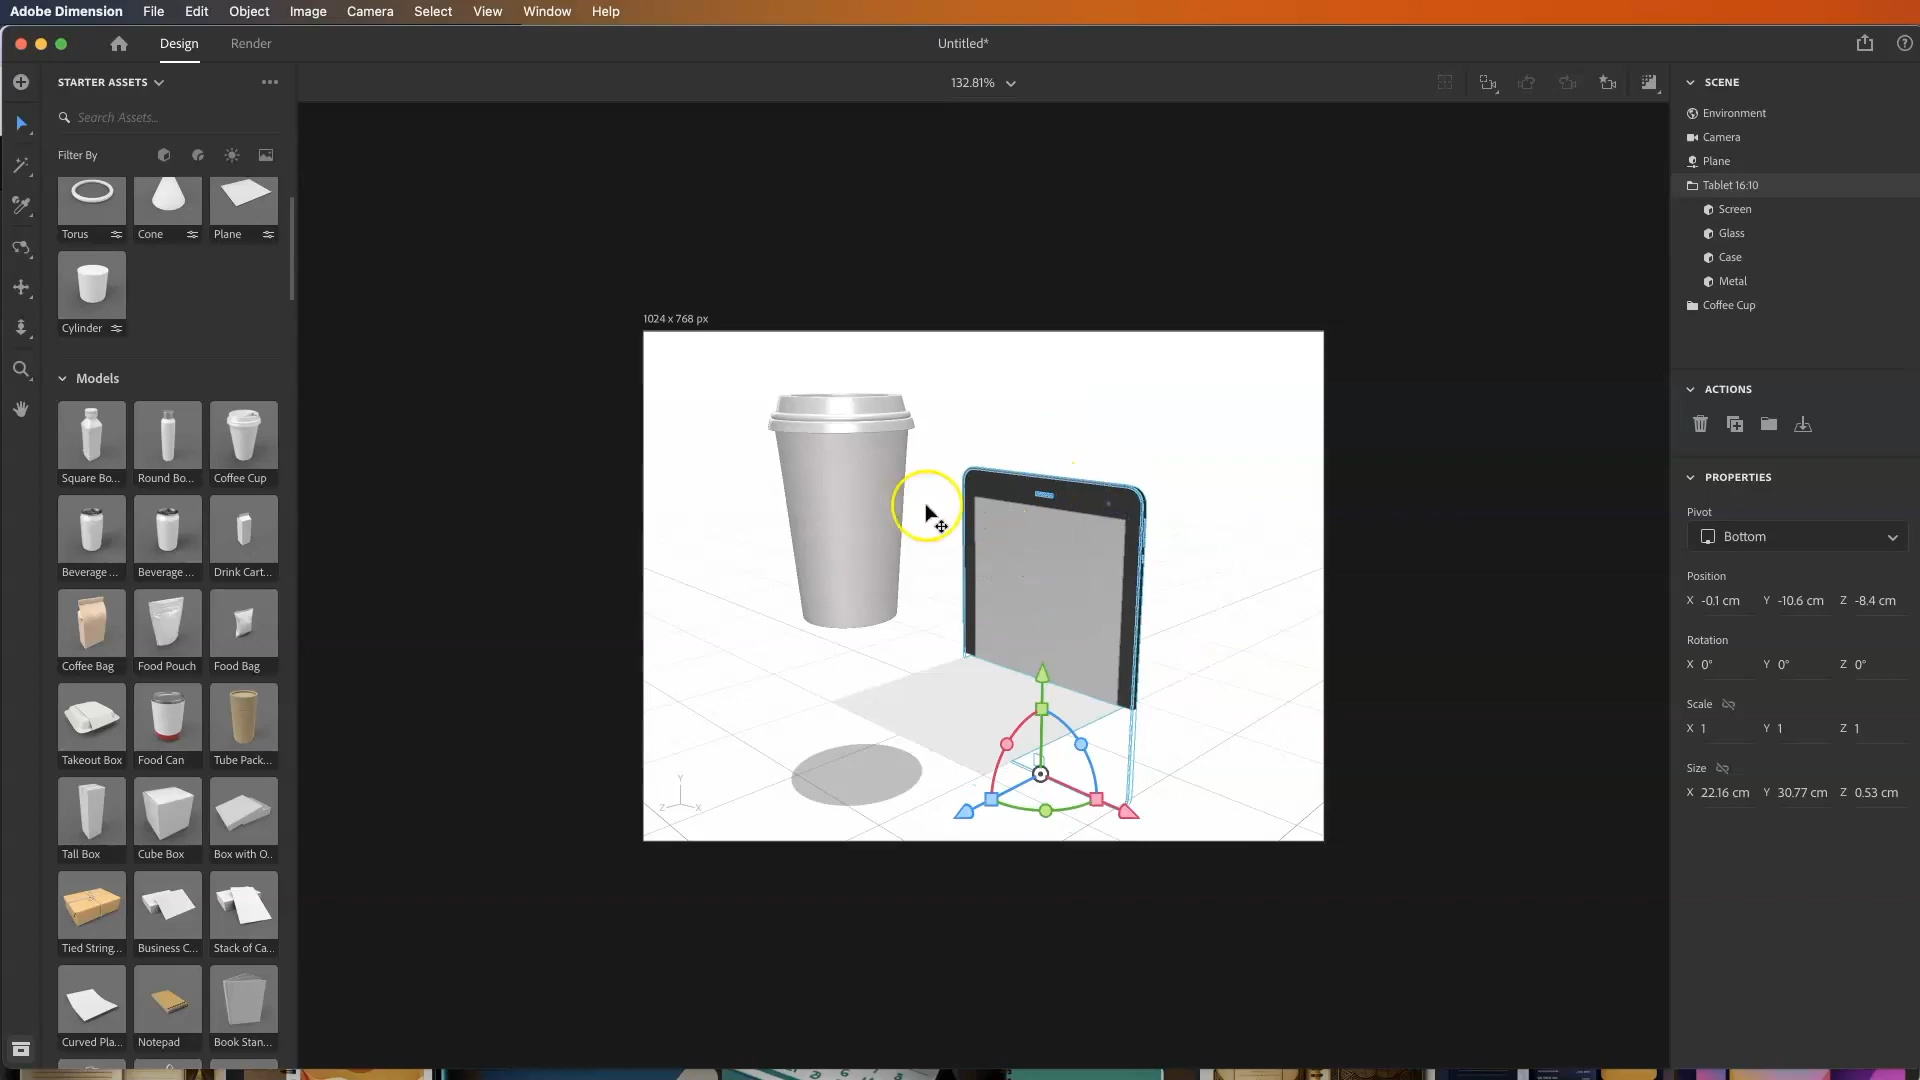 Adobe Dimension File Edit Object Image Camera Select View Window Help
Design Render Untitled*
STARTER ASSETS
132.81%
Search Assets...
Filter By
Torus Cone Plane
Cylinder
Models
Square Bo... Round Bo... Coffee Cup
Beverage ... Beverage ... Drink Cart...
Coffee Bag Food Pouch Food Bag
Takeout Box Food Can Tube Pack...
Tall Box Cube Box Box with O..
Tied String... Business C... Stack of Ca...
Curved Pla... Notepad Book Stan...
1024 x 768 px
Y
Z X
SCENE
Environment
Camera
Plane
Tablet 16:10
Screen
Glass
Case
Metal
Coffee Cup
ACTIONS
PROPERTIES
Pivot
Bottom
Position
X -0.1 cm Y -10.6 cm Z -8.4 cm
Rotation
X 0° Y 0° Z 0°
Scale
X 1 Y 1 Z 1
Size
X 22.16 cm Y 30.77 cm Z 0.53 cm